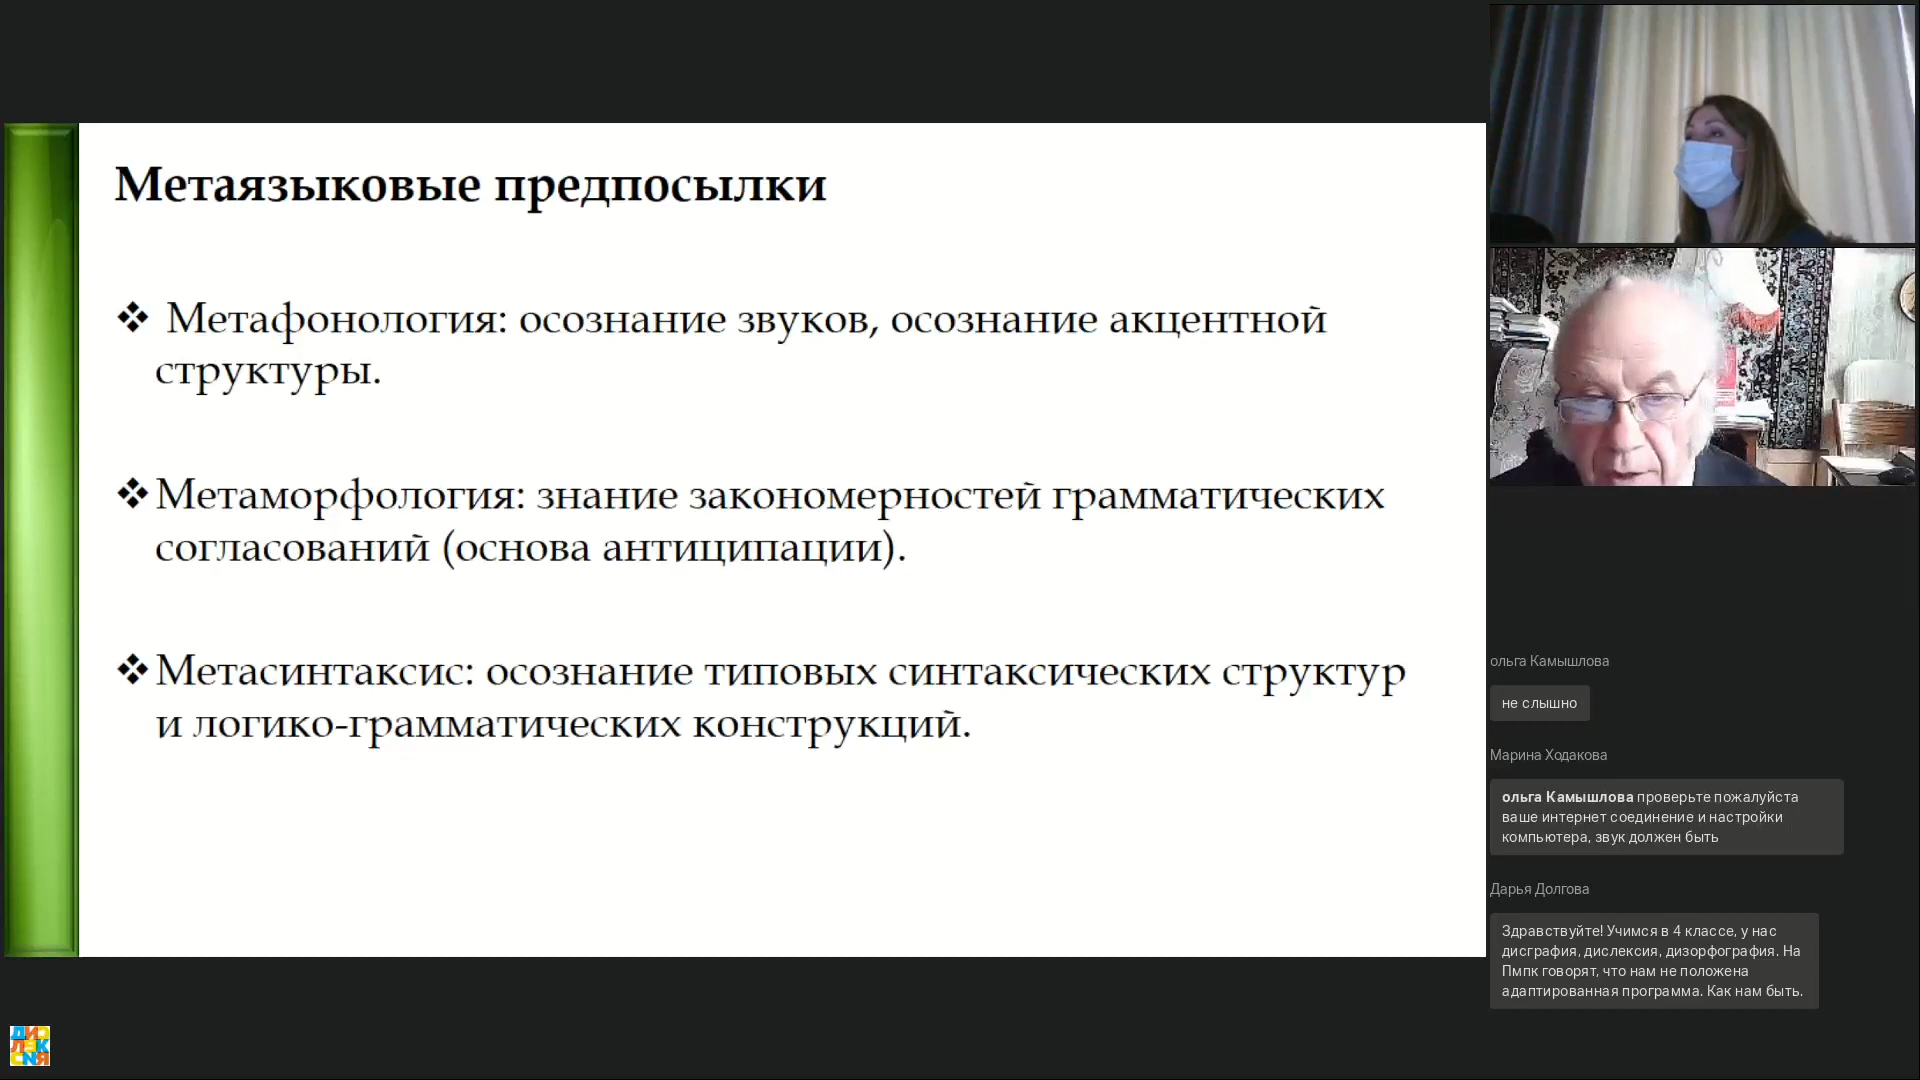 Метаязыковые предпосылки
❖ Метафонология: осознание звуков, осознание акцентной
структуры.
❖ Метаморфология: знание закономерностей грамматических
согласований (основа антиципации).
❖ Метасинтаксис: осознание типовых синтаксических структур
и логико-грамматических конструкций.
ольга Камышлова
не слышно
Марина Ходакова
ольга Камышлова проверьте пожалуйста
ваше интернет соединение и настройки
компьютера, звук должен быть
Дарья Долгова
Здравствуйте! Учимся в 4 классе, у нас
дисграфия, дислексия, дизорфография. На
Пмпк говорят, что нам не положена
адаптированная программа. Как нам быть.
ДИС
ЛЕК
СИЯ